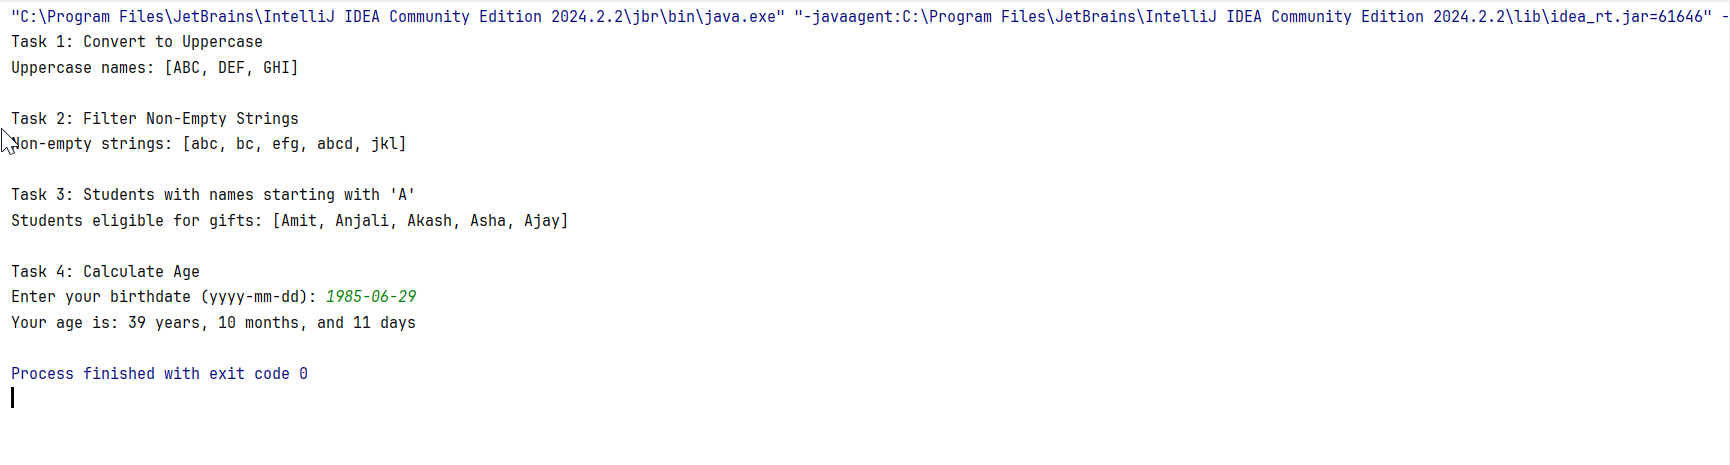 "C:\Program Files\JetBrains\IntelliJ IDEA Community Edition 2024.2.2\jbr\bin\java.exe" "-javaagent:C:\Program Files\JetBrains\IntelliJ IDEA Community Edition 2024.2.2\lib\idea_rt.jar=61646" -
Task 1: Convert to Uppercase
Uppercase names: [ABC, DEF, GHI]
Task 2: Filter Non-Empty Strings
Non-empty strings: [abc, bc, efg, abcd, jkl]
Task 3: Students with names starting with 'A'
Students eligible for gifts: [Amit, Anjali, Akash, Asha, Ajay]
Task 4: Calculate Age
Enter your birthdate (yyyy-mm-dd): 1985-06-29
Your age is: 39 years, 10 months, and 11 days
Process finished with exit code 0